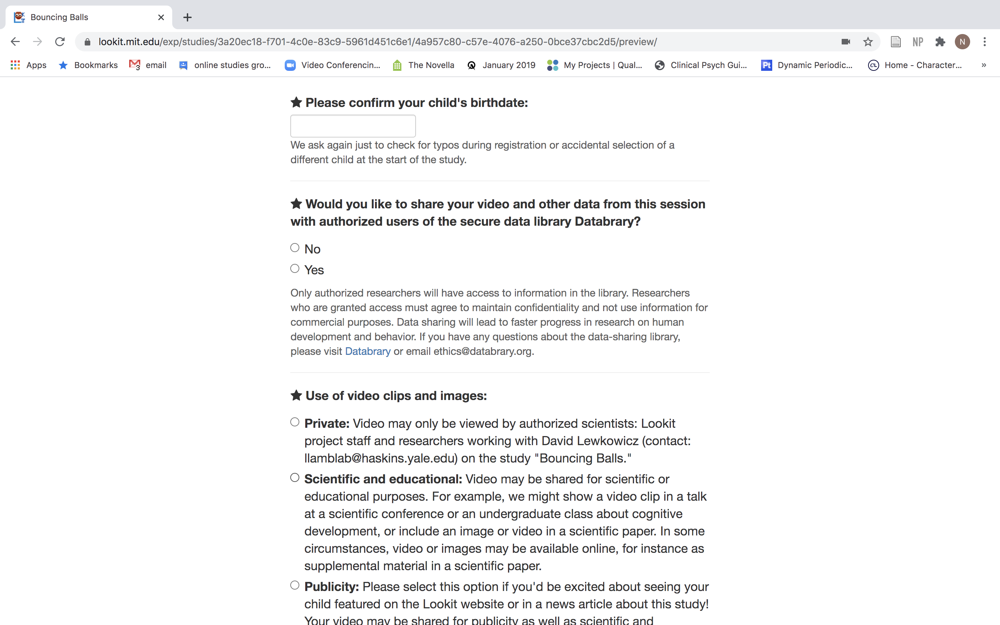 Bouncing Balls
lookit.mit.edu/exp/studies/3a20ec18-f701-4c0e-83c9-5961d451c6e1/4a957c80-c57e-4076-a250-0bce37cbc2d5/preview/
NP
N
Apps
Bookmarks
3
email
online studies gro...
Video Conferencin...
The Novella
January 2019
My Projects | Qual...
Clinical Psych Gui...
Pt
Dynamic Periodic...
CL
Home - Character...
»
★ Please confirm your child's birthdate:
We ask again just to check for typos during registration or accidental selection of a
different child at the start of the study.
★ Would you like to share your video and other data from this session
with authorized users of the secure data library Databrary?
No
Yes
Only authorized researchers will have access to information in the library. Researchers
who are granted access must agree to maintain confidentiality and not use information for
commercial purposes. Data sharing will lead to faster progress in research on human
development and behavior. If you have any questions about the data-sharing library,
please visit Databrary or email ethics@databrary.org.
★ Use of video clips and images:
Private: Video may only be viewed by authorized scientists: Lookit
project staff and researchers working with David Lewkowicz (contact:
llamblab@haskins.yale.edu) on the study "Bouncing Balls."
Scientific and educational: Video may be shared for scientific or
educational purposes. For example, we might show a video clip in a talk
at a scientific conference or an undergraduate class about cognitive
development, or include an image or video in a scientific paper. In some
circumstances, video or images may be available online, for instance as
supplemental material in a scientific paper.
Publicity: Please select this option if you'd be excited about seeing your
child featured on the Lookit website or in a news article about this study!
Your video may be shared for publicity as well as scientific and